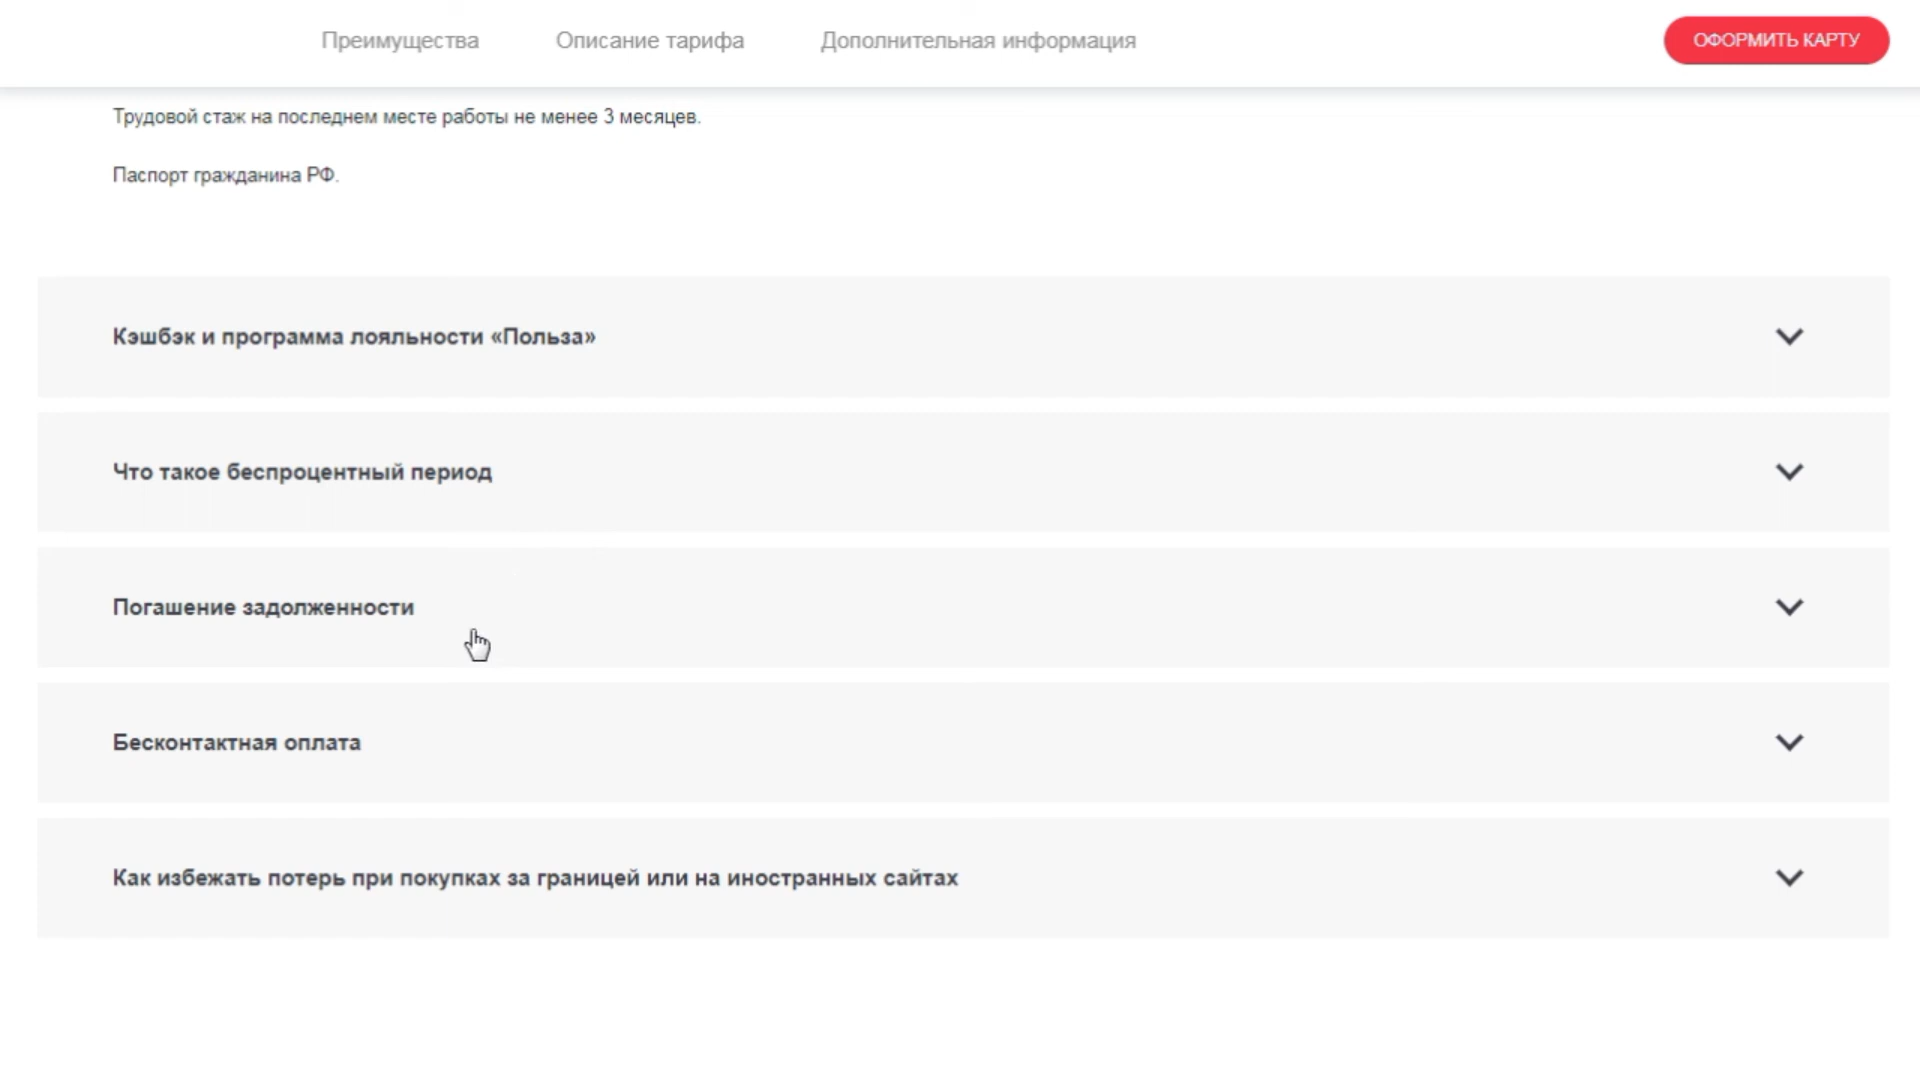 Преимущества Описание тарифа Дополнительная информация ОФОРМИТЬ КАРТУ
Трудовой стаж на последнем месте работы не менее 3 месяцев.
Паспорт гражданина РФ.
Кэшбэк и программа лояльности «Польза»
Что такое беспроцентный период
Погашение задолженности
Бесконтактная оплата
Как избежать потерь при покупках за границей или на иностранных сайтах